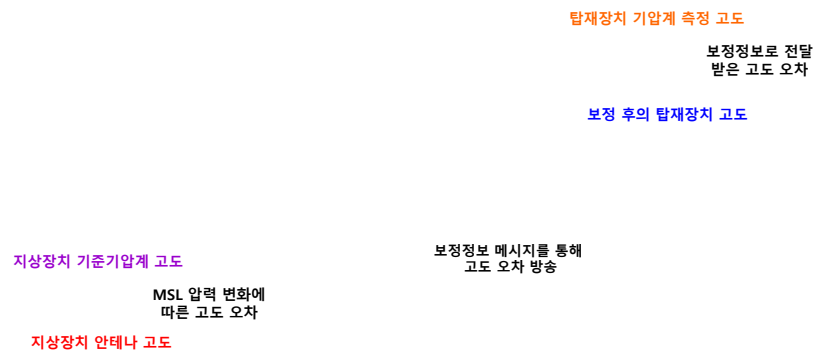 탑재장치 기압계 측정 고도
보정정보로 전달
받은 고도 오차
보정 후의 탑재장치 고도
보정정보 메시지를 통해
고도 오차 방송
지상장치 기준기압계 고도
MSL 압력 변화에
따른 고도 오차
지상장치 안테나 고도